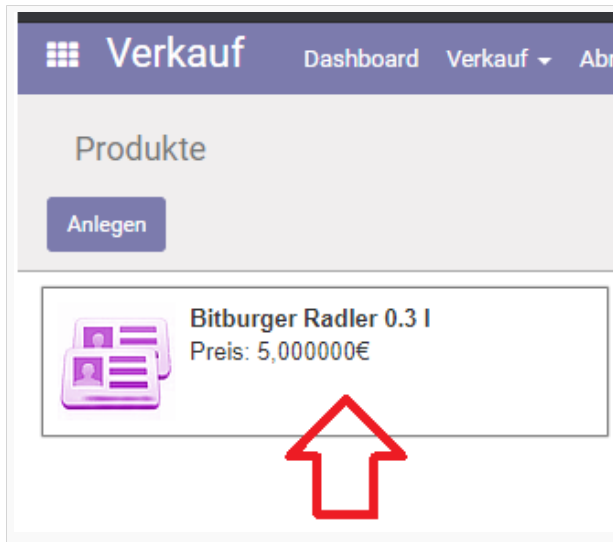 Verkauf Dashboard Verkauf
Produkte
Anlegen
Bitburger Radler 0.3 l
Preis: 5,000000€